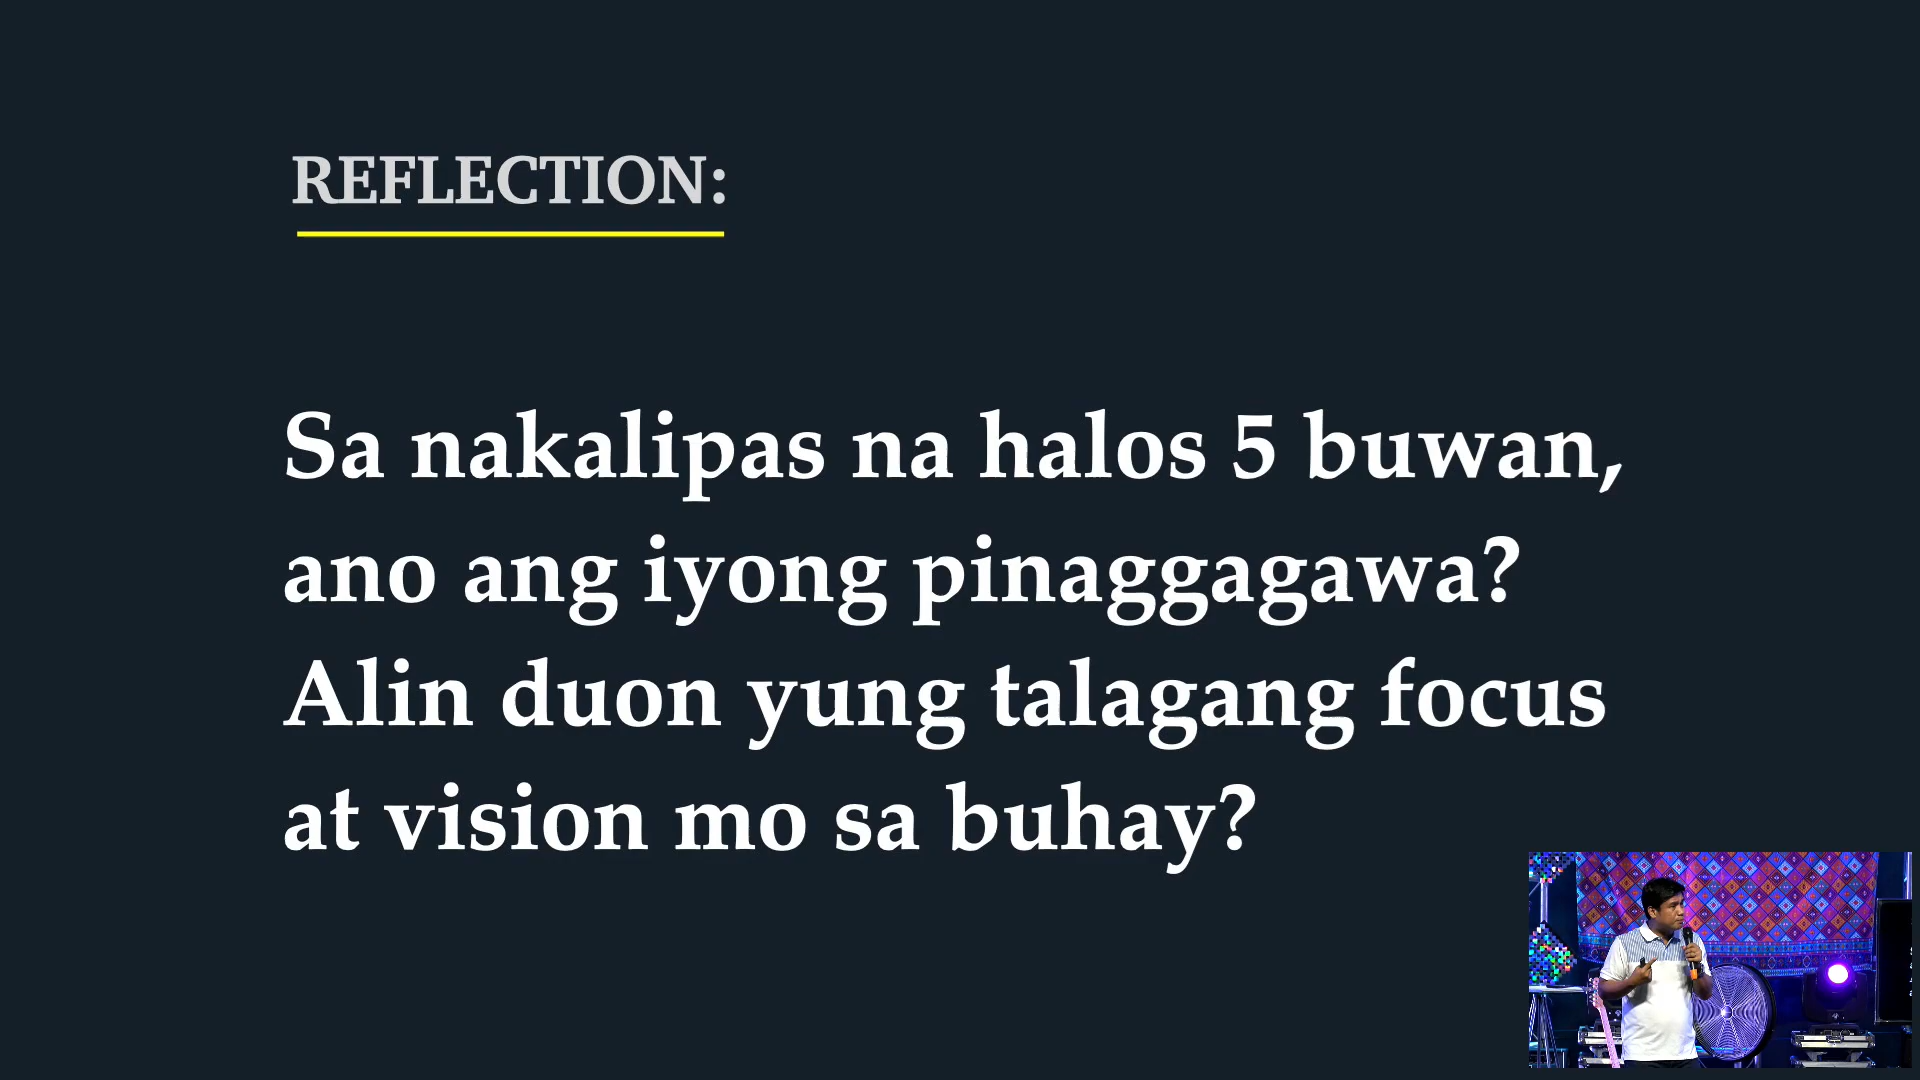 REFLECTION:
Sa nakalipas na halos 5 buwan,
ano ang iyong pinaggagawa?
Alin duon yung talagang focus
at vision mo sa buhay?